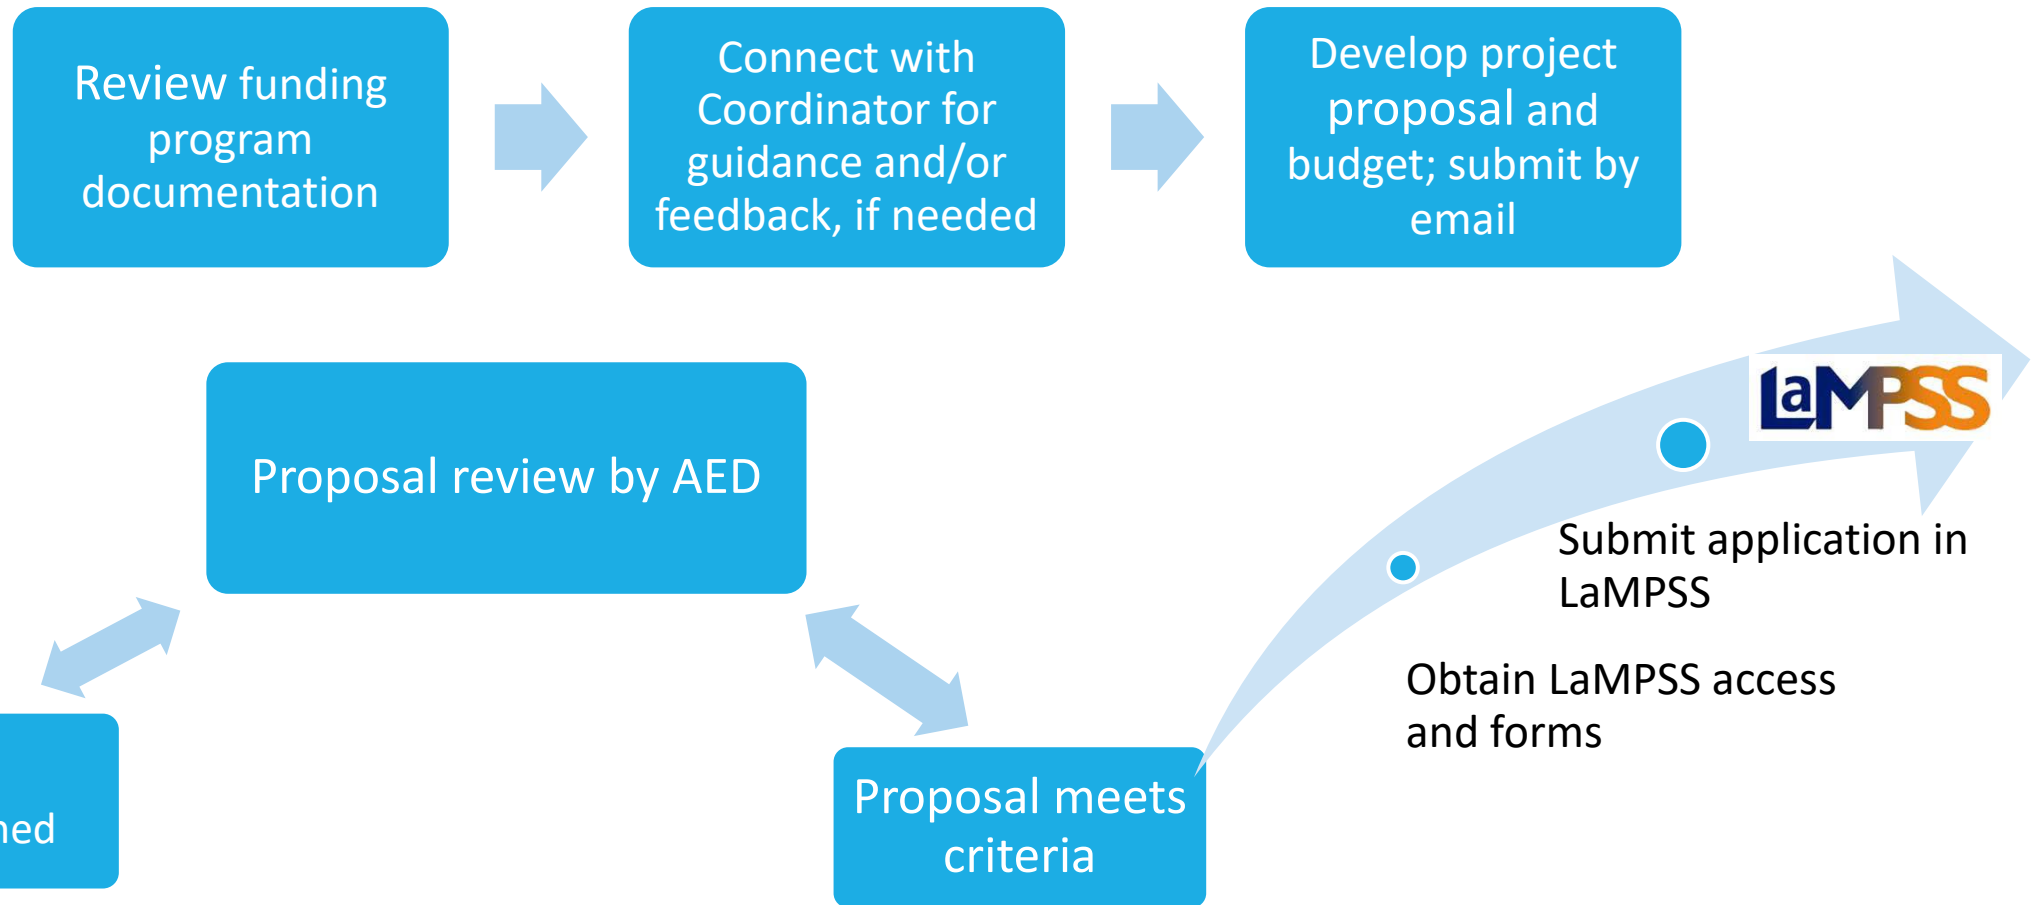 Review funding
program
documentation
Connect with
Coordinator for
guidance and/or
feedback, if needed
Develop project
proposal and
budget; submit by
email
LaMPSS
Proposal review by AED
Submit application in
LaMPSS
Obtain LaMPSS access
and forms
Proposal meets
criteria